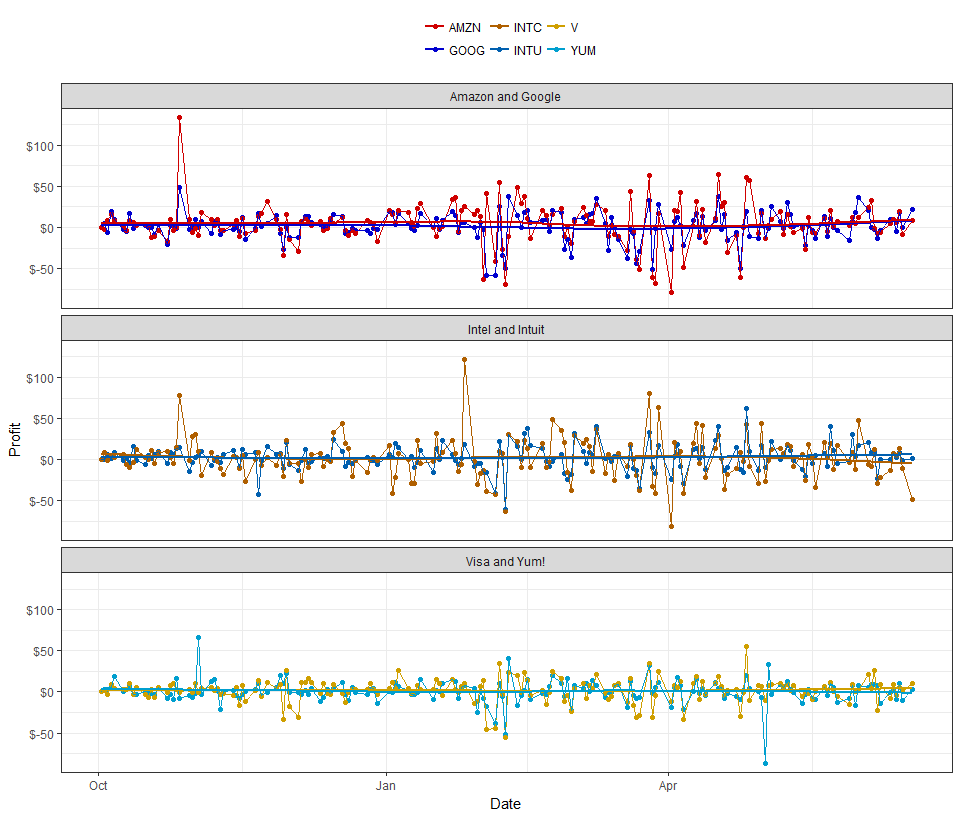 AMZN INTC V
GOOG INTU YUM
Amazon and Google
$100
$50
$0
$-50
Intel and Intuit
$100
$50
$0
$-50
Profit
Visa and Yum!
$100
$50
$0
$-50
Oct Jan Apr
Date